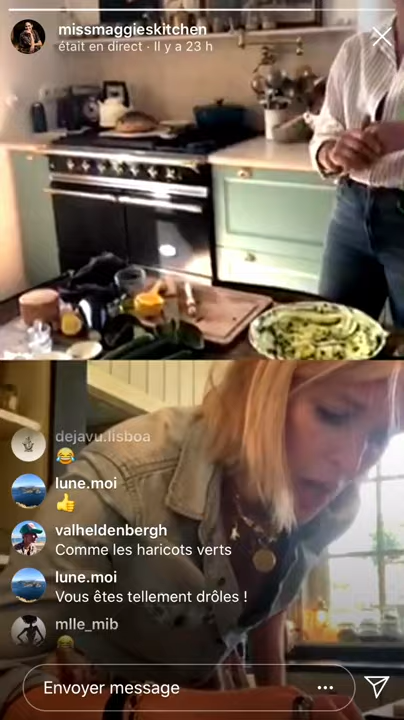 missmaggieskitchen
était en direct · Il y a 23 h
dejavu.lisboa
😂
lune.moi
👍
valheldenbergh
Comme les haricots verts
lune.moi
Vous êtes tellement drôles !
mlle_mib
😂
Envoyer message